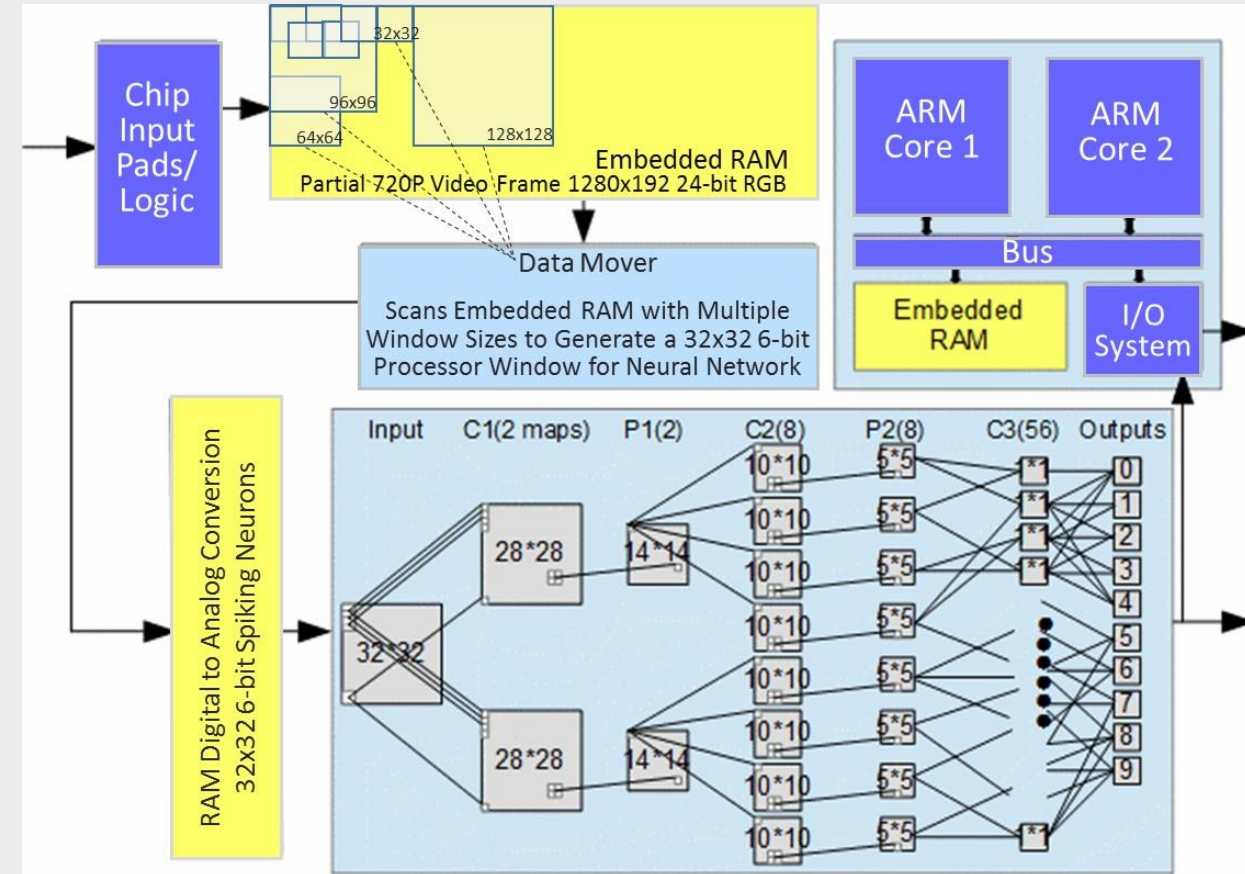 Chip
Input
Pads/
Logic
32x32
96x96
64x64
128x128
Embedded RAM
Partial 720P Video Frame 1280x192 24-bit RGB
Data Mover
Scans Embedded RAM with Multiple
Window Sizes to Generate a 32x32 6-bit
Processor Window for Neural Network
ARM
Core 1
ARM
Core 2
Bus
Embedded
RAM
I/O
System
RAM Digital to Analog Conversion
32x32 6-bit Spiking Neurons
Input
C1(2 maps)
P1(2)
C2(8)
P2(8)
C3(56)
Outputs
32*32
28*28
28*28
14*14
14*14
10*10
10*10
10*10
10*10
10*10
10*10
10*10
10*10
5*5
5*5
5*5
5*5
5*5
5*5
5*5
5*5
*1
*1
*1
*1
*1
0
1
2
3
4
5
6
7
8
9